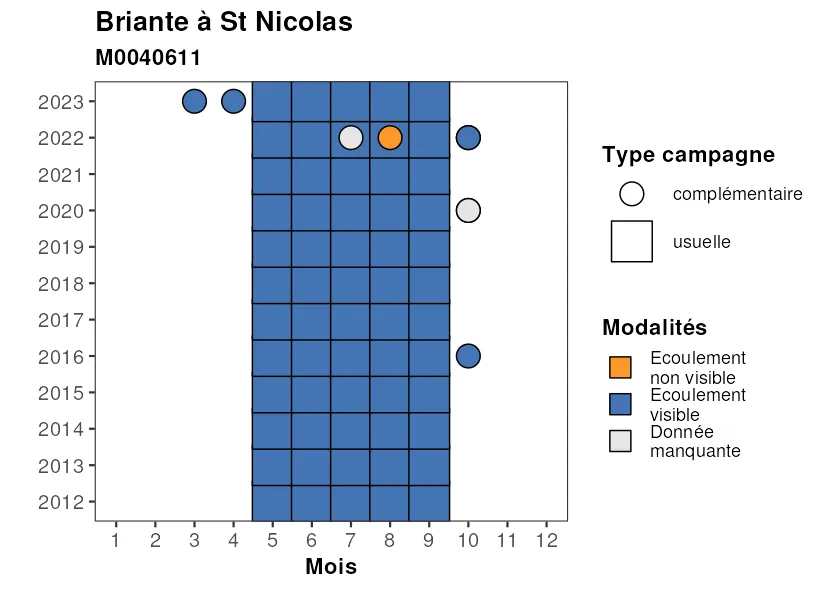 Briante à St Nicolas
M0040611
2023
2022
2021
2020
2019
2018
2017
2016
2015
2014
2013
2012
1 2 3 4 5 6 7 8 9 10 11 12
Mois
Type campagne
complémentaire
usuelle
Modalités
Ecoulement
non visible
Ecoulement
visible
Donnée
manquante